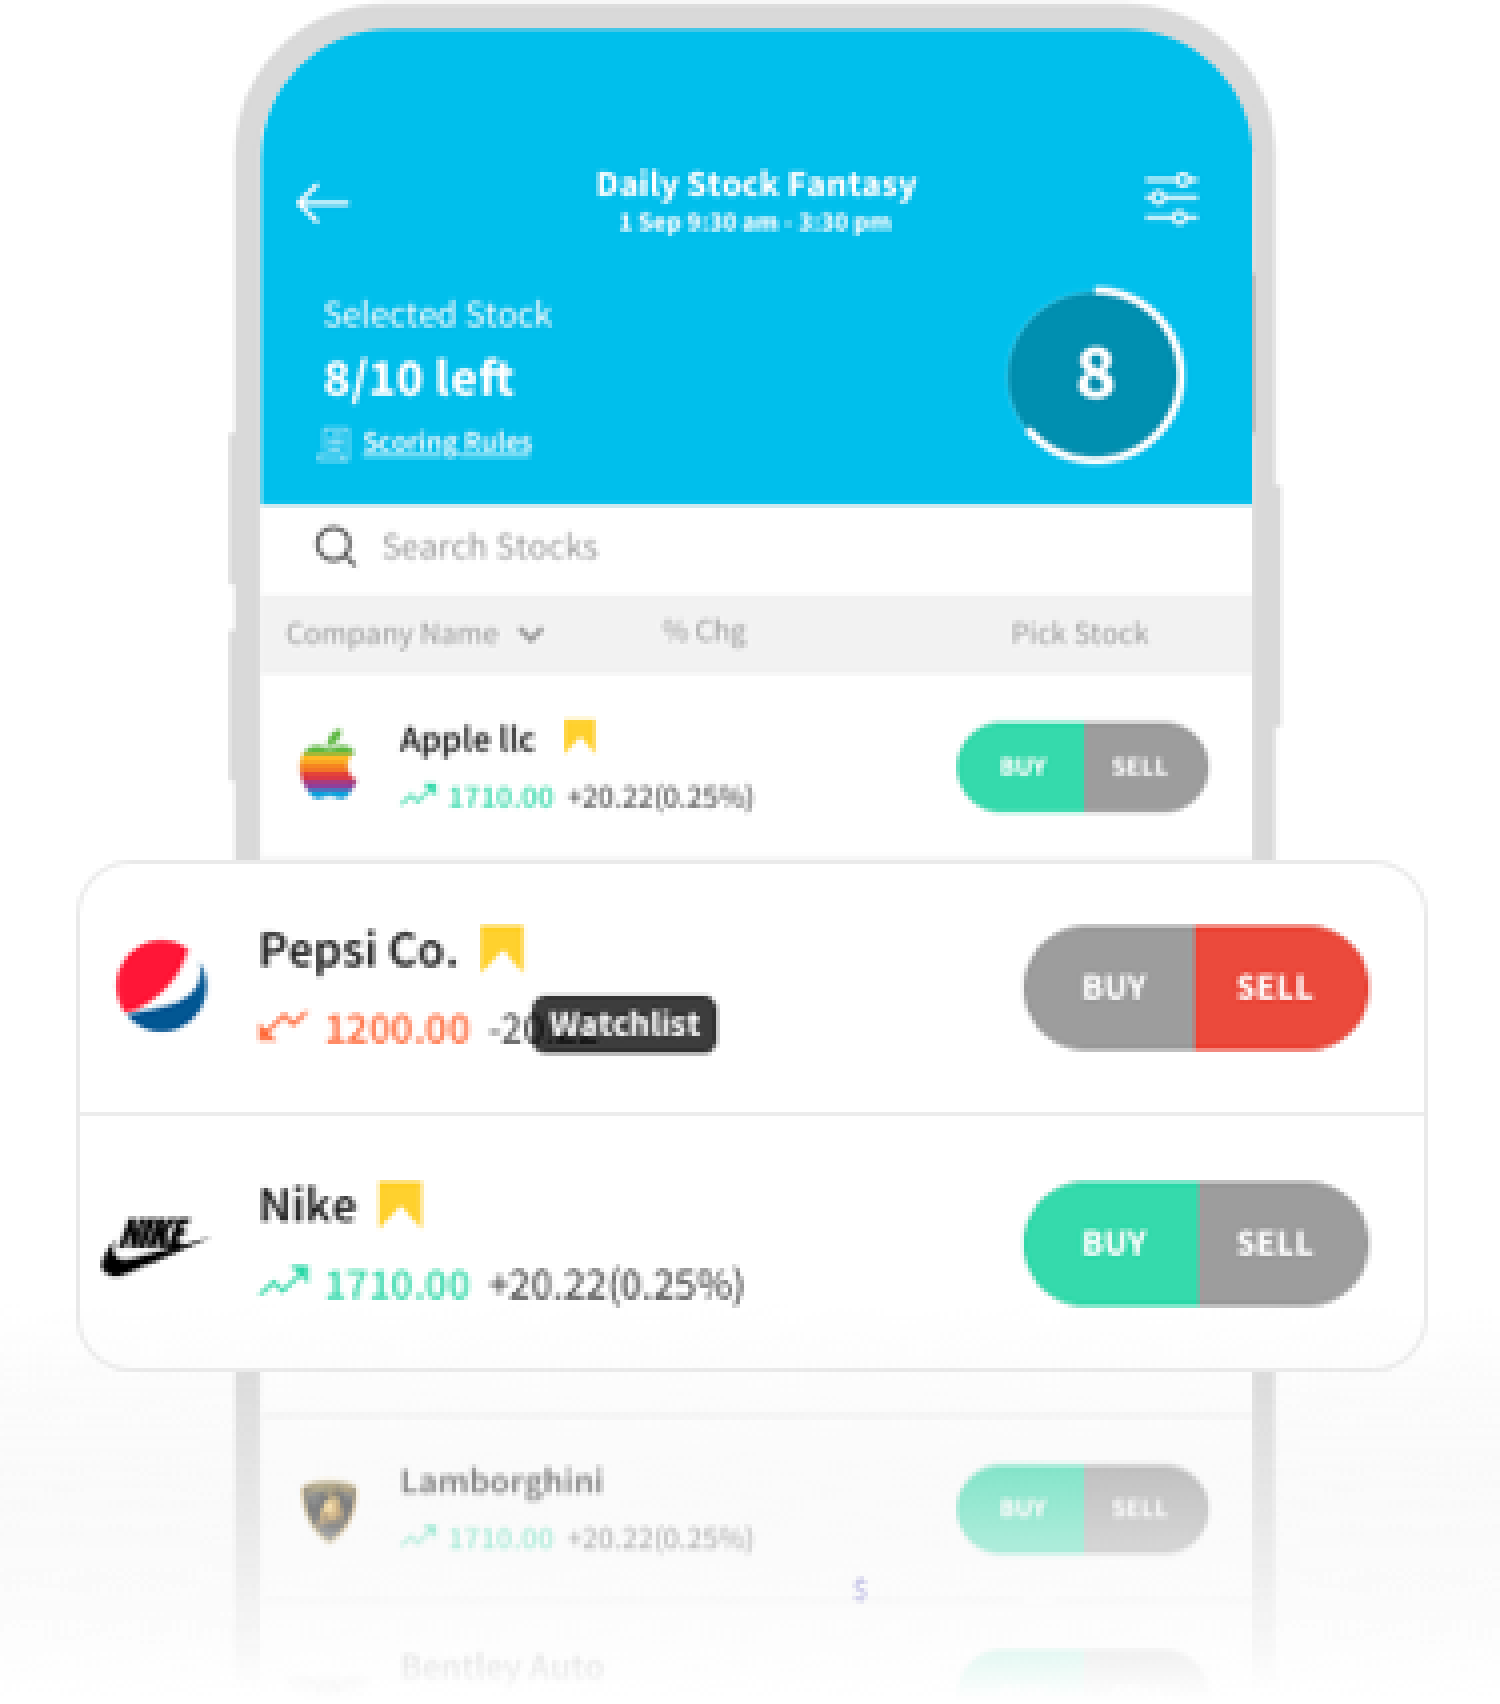 Daily Stock Fantasy
1 Sep 9:30 am - 3:30 pm
Selected Stock
8/10 left
8
Scoring Rules
Search Stocks
Company Name % Chg Pick Stock
Apple llc
BUY SELL
1710.00 +20.22(0.25%)
Pepsi Co.
BUY SELL
1200.00 -20.22
Watchlist
Nike
NIKE
BUY SELL
1710.00 +20.22(0.25%)
Lamborghini
BUY SELL
1710.00 +20.22(0.25%)
$
Bentley Auto